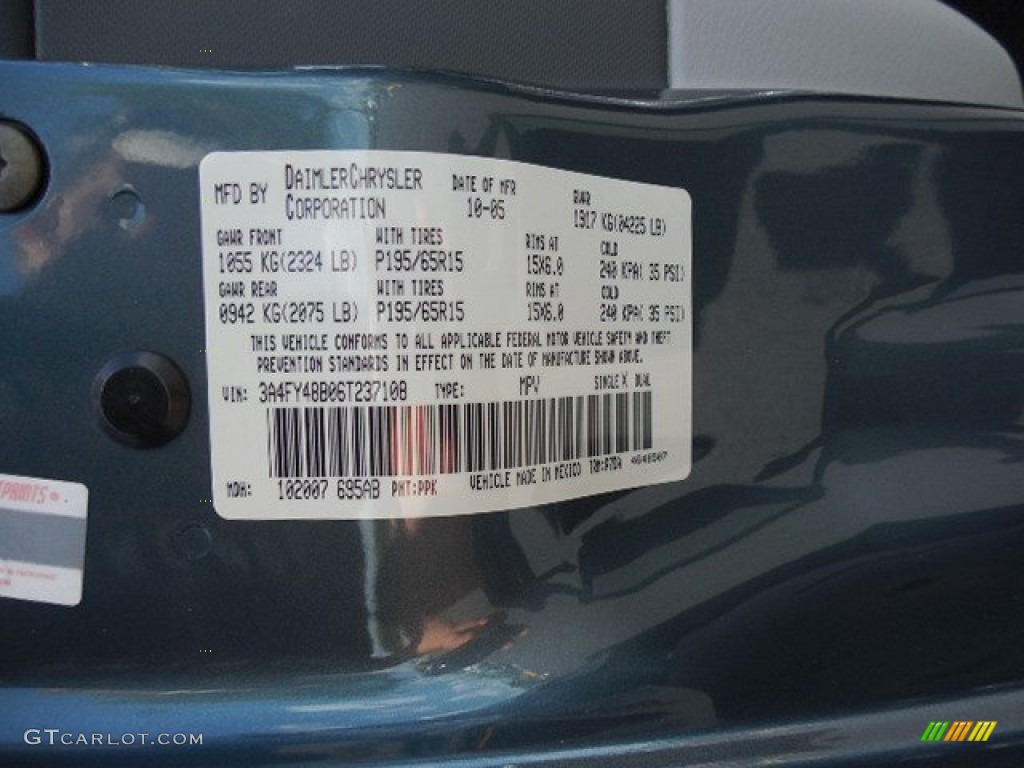 MFD BY DAIMLERCHRYSLER CORPORATION DATE OF MFR 10-05 GVWR 1917 KG(04225 LB)
GAWR FRONT WITH TIRES RIMS AT COLD
1055 KG(2324 LB) P195/65R15 15X6.0 240 KPA( 35 PSI)
GAWR REAR WITH TIRES RIMS AT COLD
0942 KG(2075 LB) P195/65R15 15X6.0 240 KPA( 35 PSI)
THIS VEHICLE CONFORMS TO ALL APPLICABLE FEDERAL MOTOR VEHICLE SAFETY AND THEFT
PREVENTION STANDARDS IN EFFECT ON THE DATE OF MANUFACTURE SHOWN ABOVE.
VIN: 3A4FY48B06T237108 TYPE: MPV SINGLE X DUAL
MDH: 102007 695AB PNT:PPK VEHICLE MADE IN MEXICO
GTCARLOT.COM